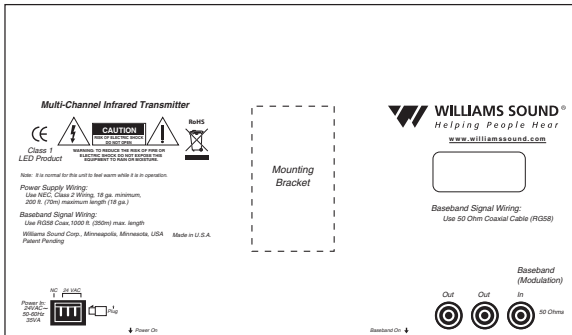 Multi-Channel Infrared Transmitter
CE
Class 1
LED Product
CAUTION
RISK OF ELECTRIC SHOCK
DO NOT OPEN
WARNING: TO REDUCE THE RISK OF FIRE OR
ELECTRIC SHOCK DO NOT EXPOSE THIS
EQUIPMENT TO RAIN OR MOISTURE.
RoHS
Note: It is normal for this unit to feel warm while it is in operation.
Power Supply Wiring:
Use NEC, Class 2 Wiring, 18 ga. minimum,
200 ft. (70m) maximum length (18 ga.)
Baseband Signal Wiring:
Use RG58 Coax,1000 ft. (350m) max. length
Williams Sound Corp., Minneapolis, Minnesota, USA
Patent Pending
Made in U.S.A.
NC 24 VAC
Power In:
24VAC
50-60Hz
35VA
Plug
Power On
Mounting
Bracket
WILLIAMS SOUND®
Helping People Hear
www.williamssound.com
Baseband Signal Wiring:
Use 50 Ohm Coaxial Cable (RG58)
Baseband
(Modulation)
Out Out In
50 Ohms
Baseband On